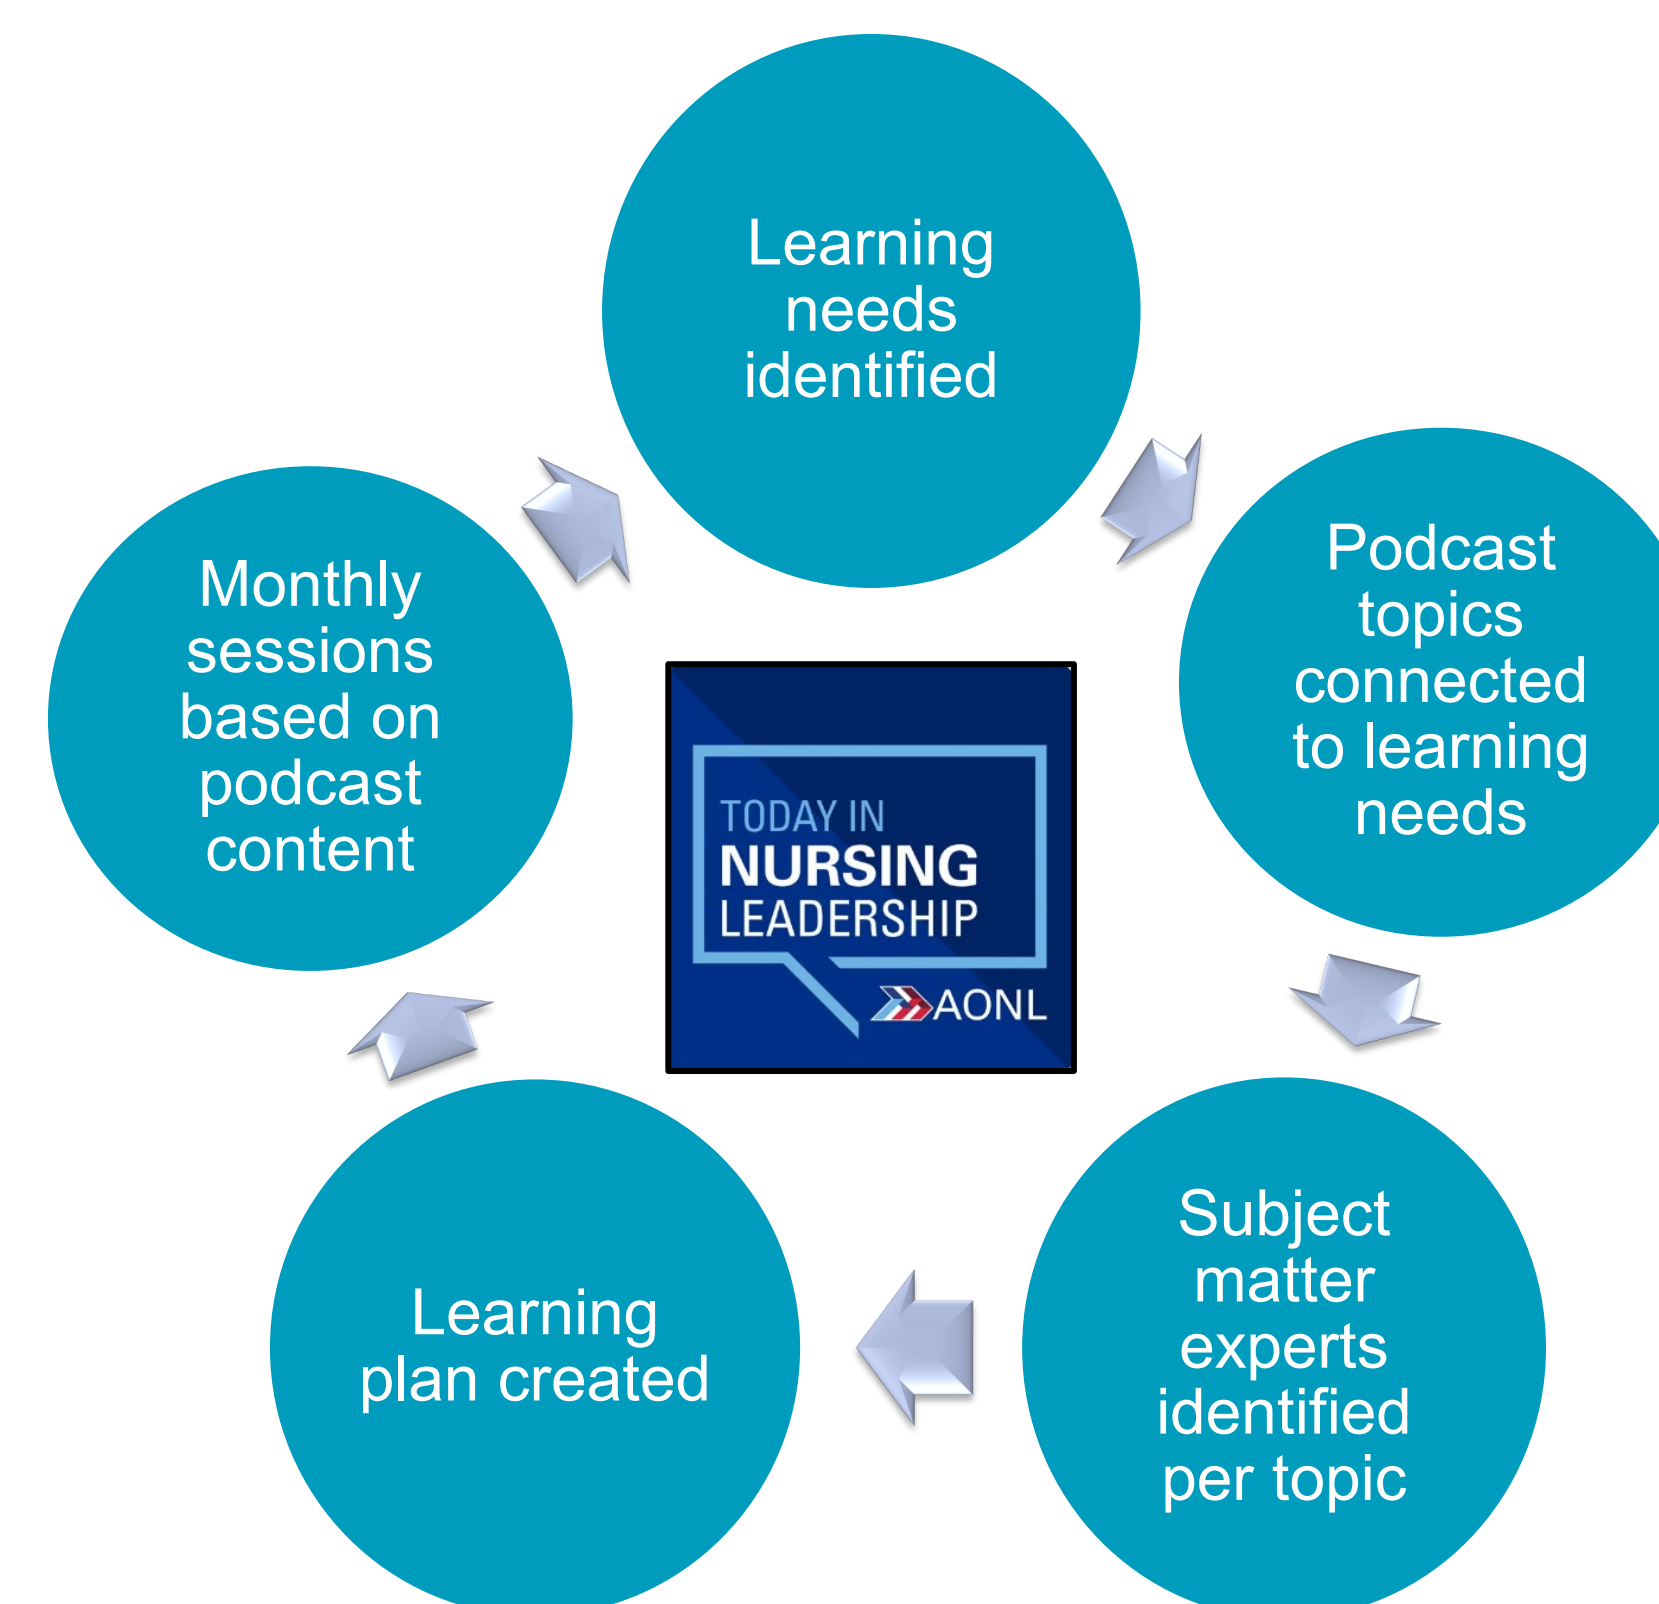 Learning
needs
identified
Podcast
topics
connected
to learning
needs
Subject
matter
experts
identified
per topic
Learning
plan created
Monthly
sessions
based on
podcast
content
TODAY IN
NURSING
LEADERSHIP
AONL